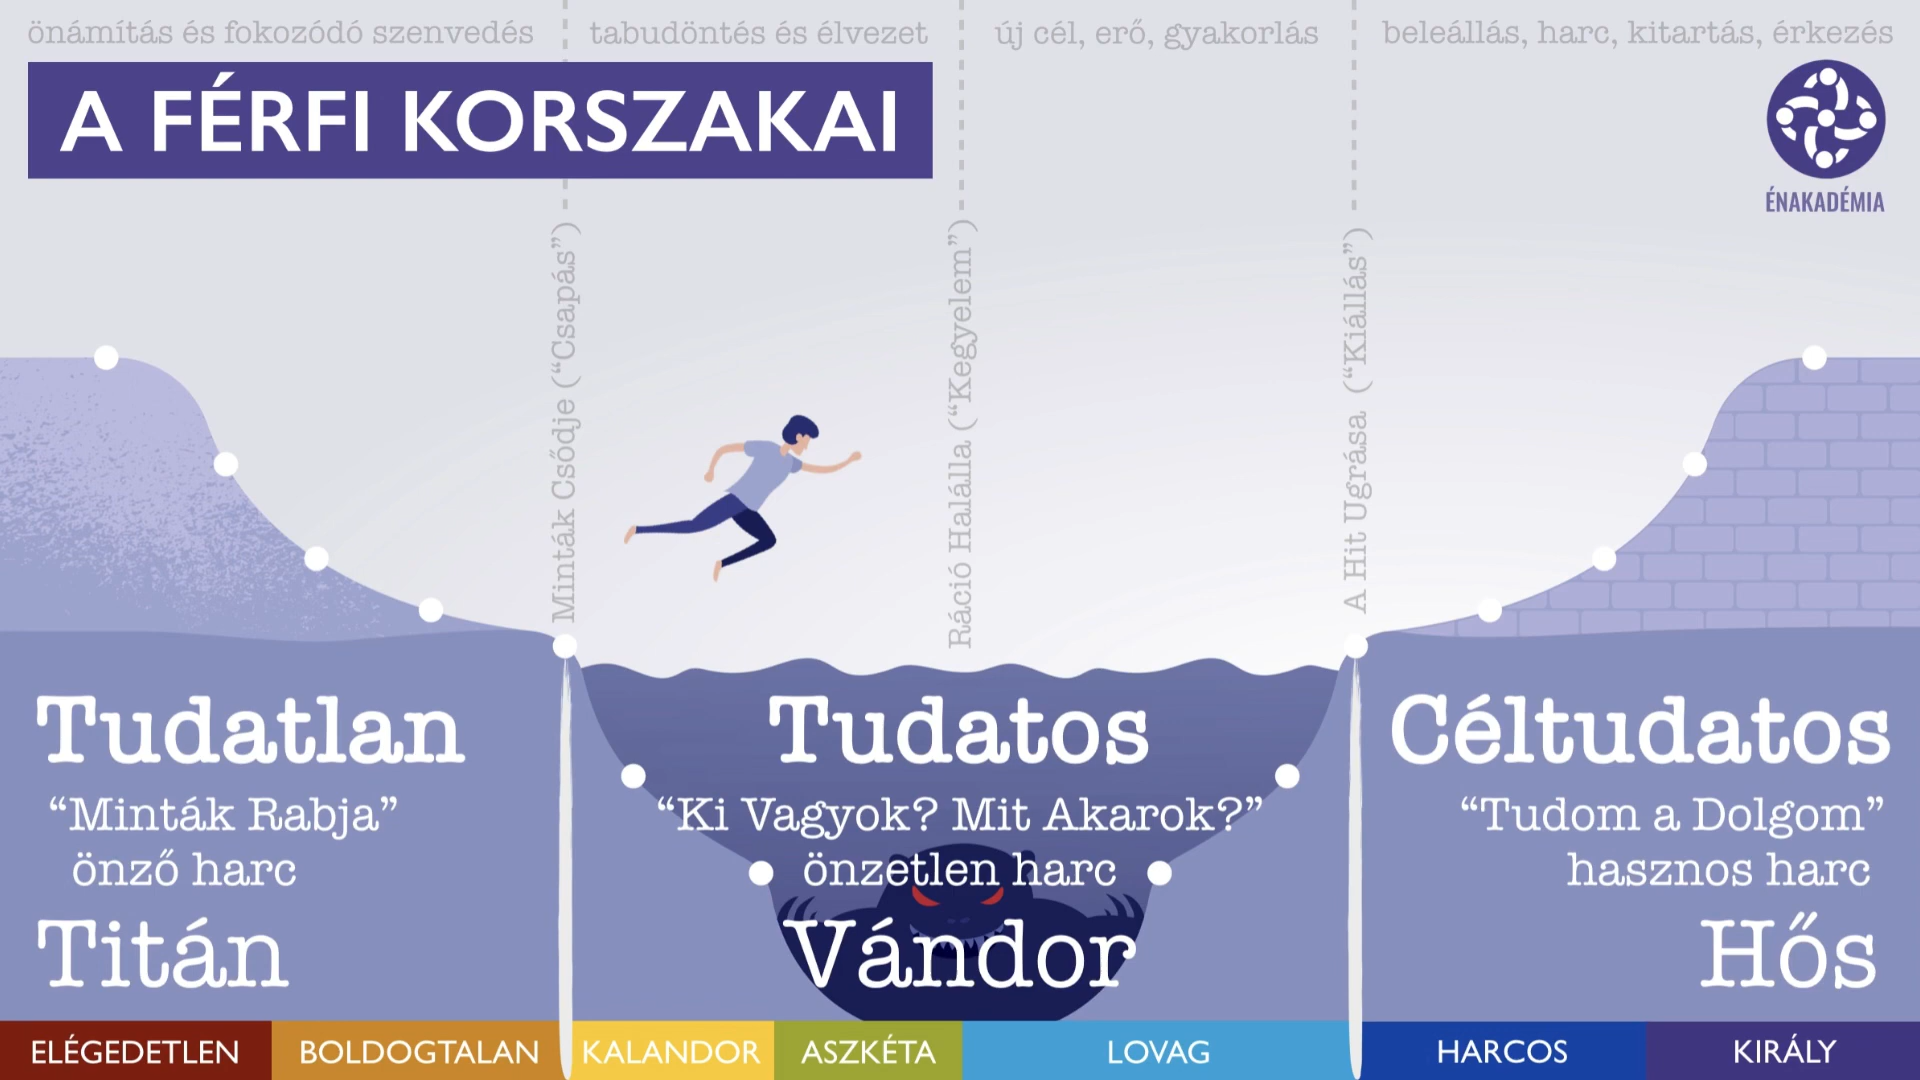 önámítás és fokozódó szenvedés
tabudöntés és élvezet
új cél, erő, gyakorlás
beleállás, harc, kitartás, érkezés
A FÉRFI KORSZAKAI
ÉNAKADÉMIA
Minták Csődje (“Csapás”)
Ráció Halálla (“Kegyelem”)
A Hit Ugrása (“Kiállás”)
Tudatlan
“Minták Rabja”
önző harc
Titán
Tudatos
“Ki Vagyok? Mit Akarok?”
önzetlen harc
Vándor
Céltudatos
“Tudom a Dolgom”
hasznos harc
Hős
ELÉGEDETLEN
BOLDOGTALAN
KALANDOR
ASZKÉTA
LOVAG
HARCOS
KIRÁLY